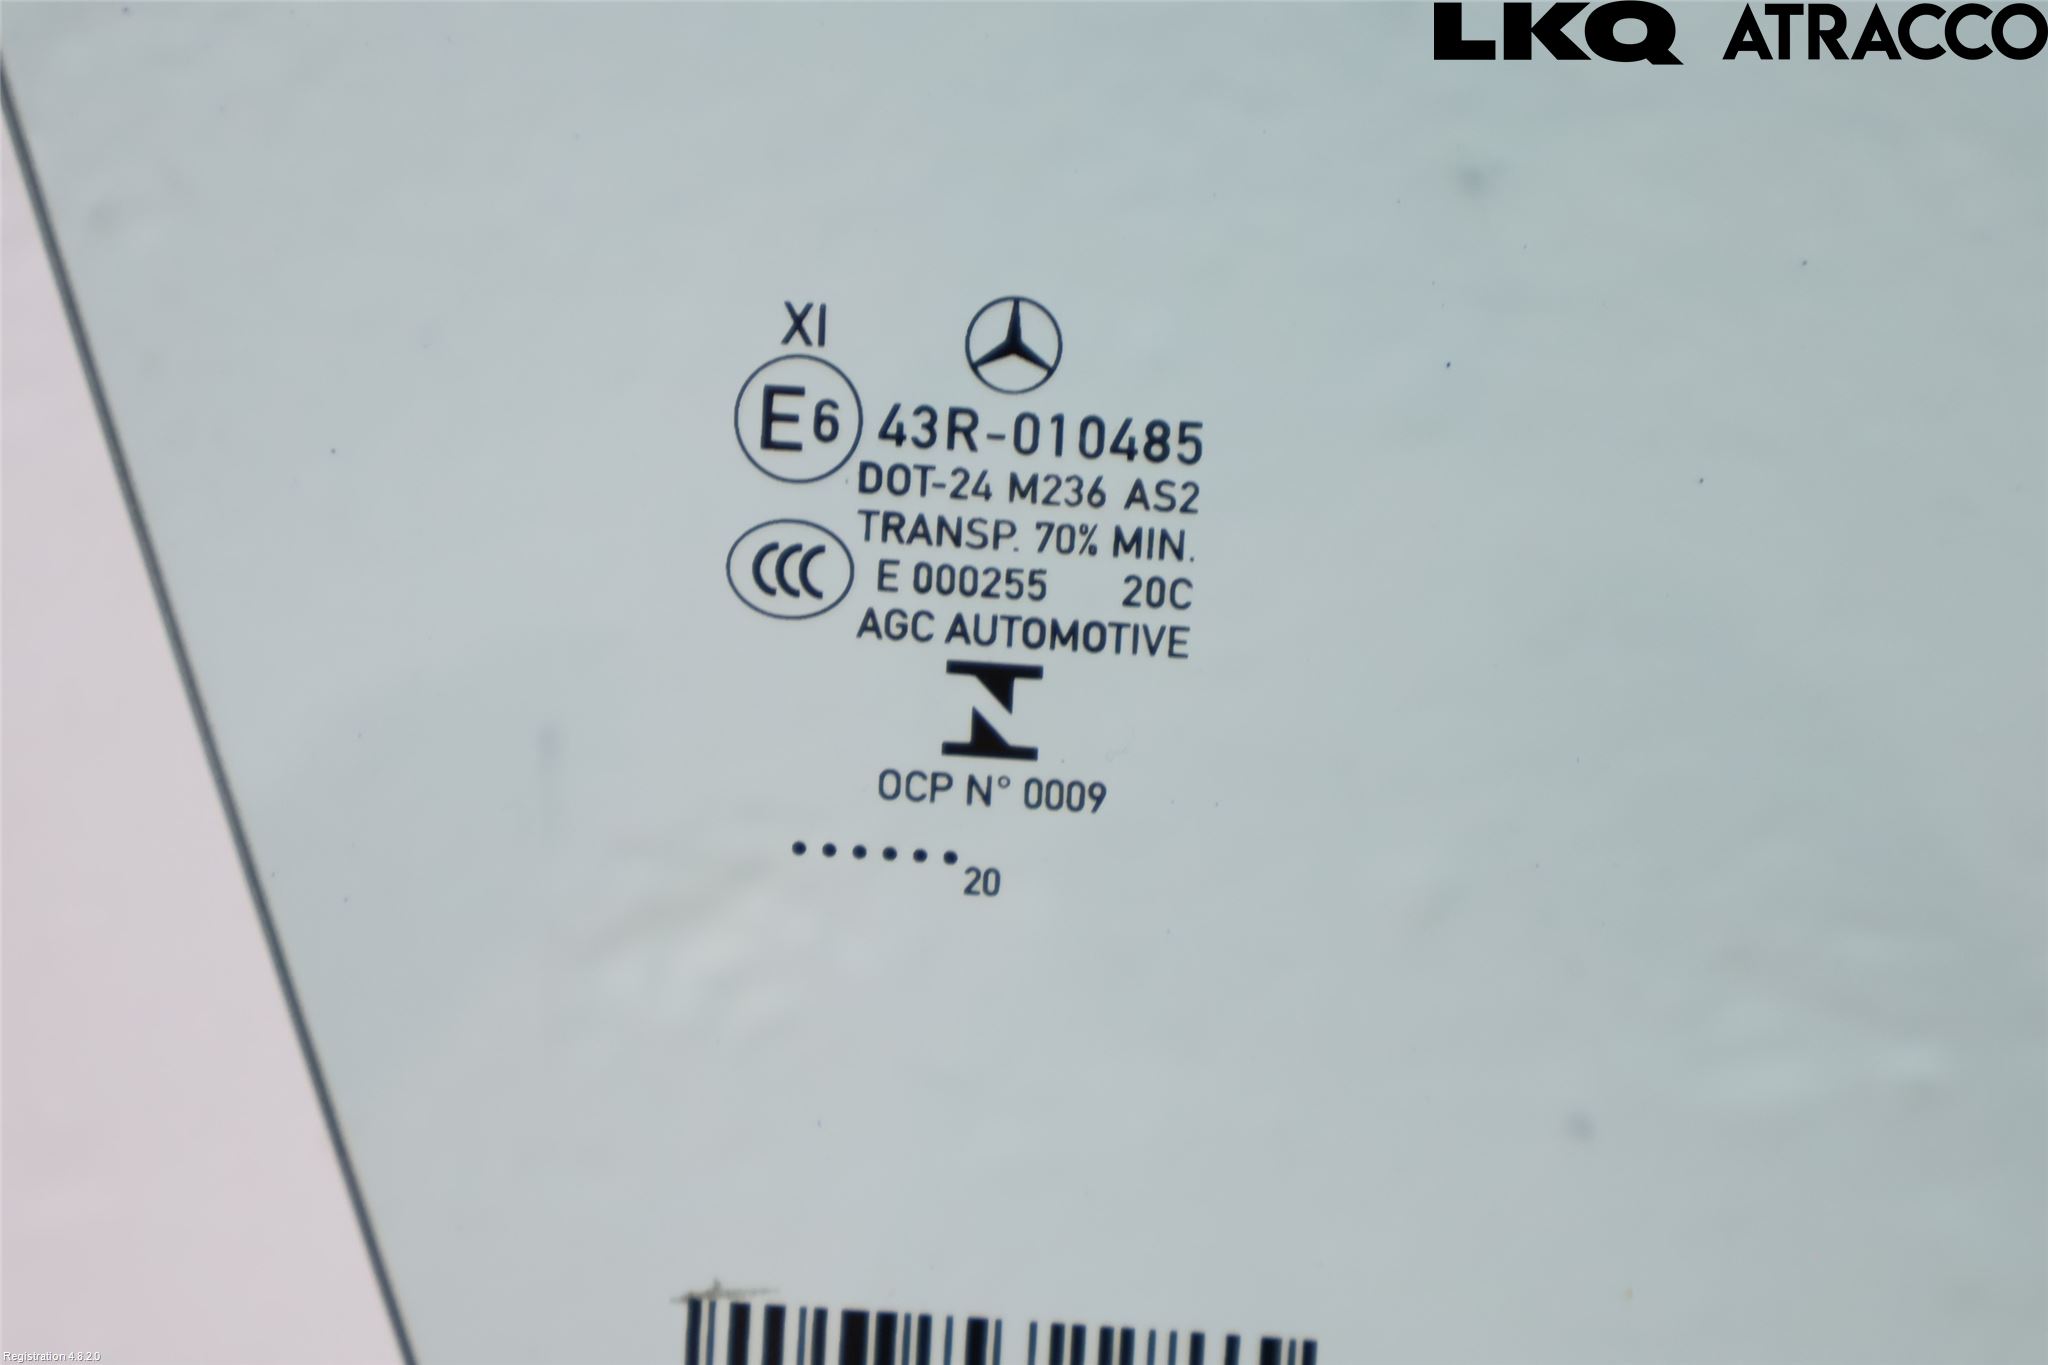 LKQ ATRACCO
XI
E6 43R-010485
DOT-24 M236 AS2
TRANSP. 70% MIN.
CCC E 000255 20C
AGC AUTOMOTIVE
OCP N° 0009
......20
Registration 4.8.2.0